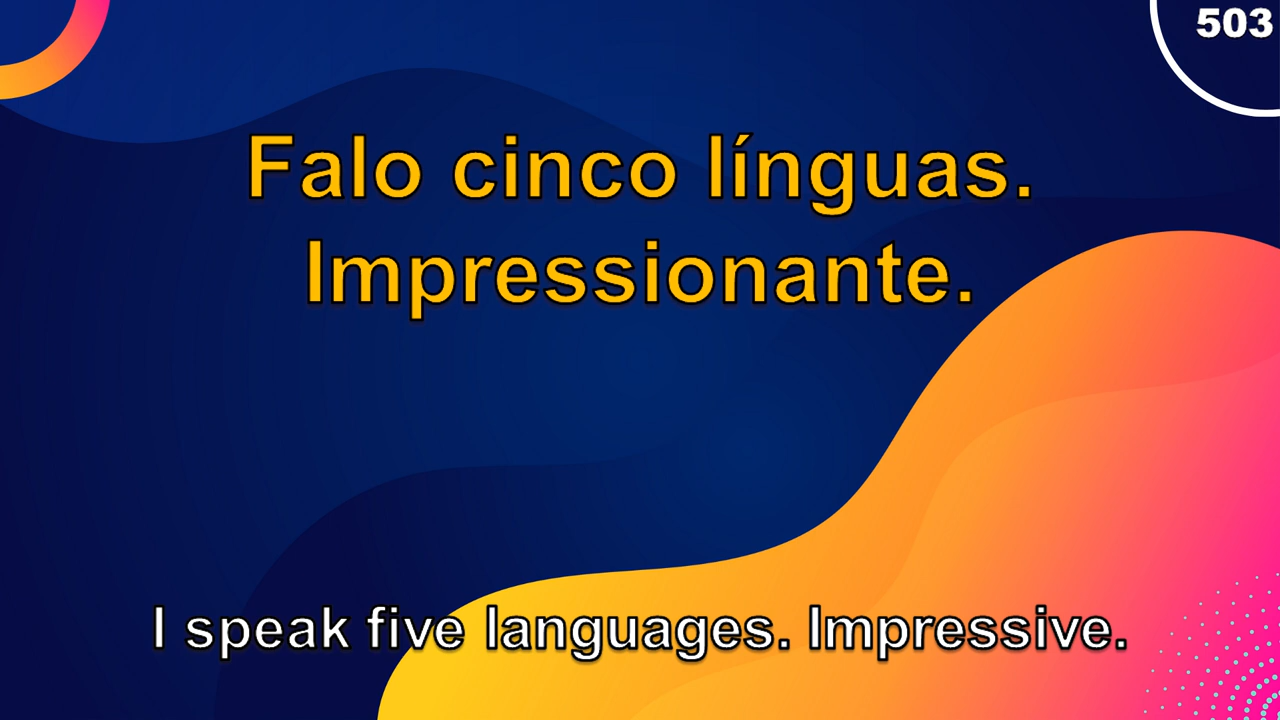 503
Falo cinco línguas.
Impressionante.
I speak five languages. Impressive.